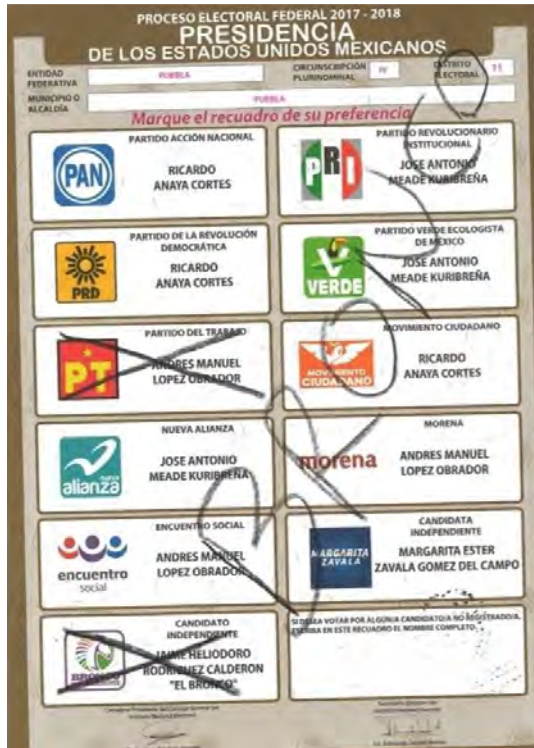 PROCESO ELECTORAL FEDERAL 2017 - 2018
PRESIDENCIA
DE LOS ESTADOS UNIDOS MEXICANOS
ENTIDAD FEDERATIVA PUEBLA CIRCUNSCRIPCIÓN PLURINOMINAL IV DISTRITO ELECTORAL 11
MUNICIPIO O ALCALDÍA PUEBLA
Marque el recuadro de su preferencia
PARTIDO ACCIÓN NACIONAL
PAN
RICARDO
ANAYA CORTES
PARTIDO REVOLUCIONARIO
INSTITUCIONAL
PRI
JOSE ANTONIO
MEADE KURIBREÑA
PARTIDO DE LA REVOLUCIÓN
DEMOCRÁTICA
PRD
RICARDO
ANAYA CORTES
PARTIDO VERDE ECOLOGISTA
DE MÉXICO
VERDE
JOSE ANTONIO
MEADE KURIBREÑA
PARTIDO DEL TRABAJO
PT
ANDRES MANUEL
LOPEZ OBRADOR
MOVIMIENTO CIUDADANO
MOVIMIENTO
CIUDADANO
RICARDO
ANAYA CORTES
NUEVA ALIANZA
nueva
alianza
JOSE ANTONIO
MEADE KURIBREÑA
MORENA
morena
ANDRES MANUEL
LOPEZ OBRADOR
ENCUENTRO SOCIAL
encuentro
social
ANDRES MANUEL
LOPEZ OBRADOR
CANDIDATA
INDEPENDIENTE
MARGARITA
ZAVALA
MARGARITA ESTER
ZAVALA GOMEZ DEL CAMPO
CANDIDATO
INDEPENDIENTE
BRONCO
JAIME HELIODORO
RODRIGUEZ CALDERON
"EL BRONCO"
SI DESEA VOTAR POR ALGÚN/A CANDIDATO/A NO REGISTRADO/A,
ESCRIBA EN ESTE RECUADRO EL NOMBRE COMPLETO